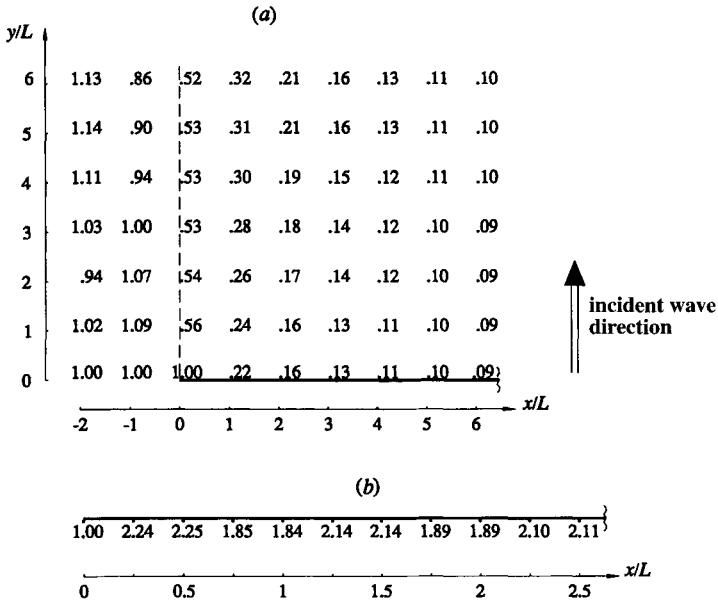 (a)
y/L
6 1.13 .86 .52 .32 .21 .16 .13 .11 .10
5 1.14 .90 .53 .31 .21 .16 .13 .11 .10
4 1.11 .94 .53 .30 .19 .15 .12 .11 .10
3 1.03 1.00 .53 .28 .18 .14 .12 .10 .09
2 .94 1.07 .54 .26 .17 .14 .12 .10 .09
incident wave
direction
1 1.02 1.09 .56 .24 .16 .13 .11 .10 .09
0 1.00 1.00 1.00 .22 .16 .13 .11 .10 .09
x/L
-2 -1 0 1 2 3 4 5 6
(b)
1.00 2.24 2.25 1.85 1.84 2.14 2.14 1.89 1.89 2.10 2.11
x/L
0 0.5 1 1.5 2 2.5